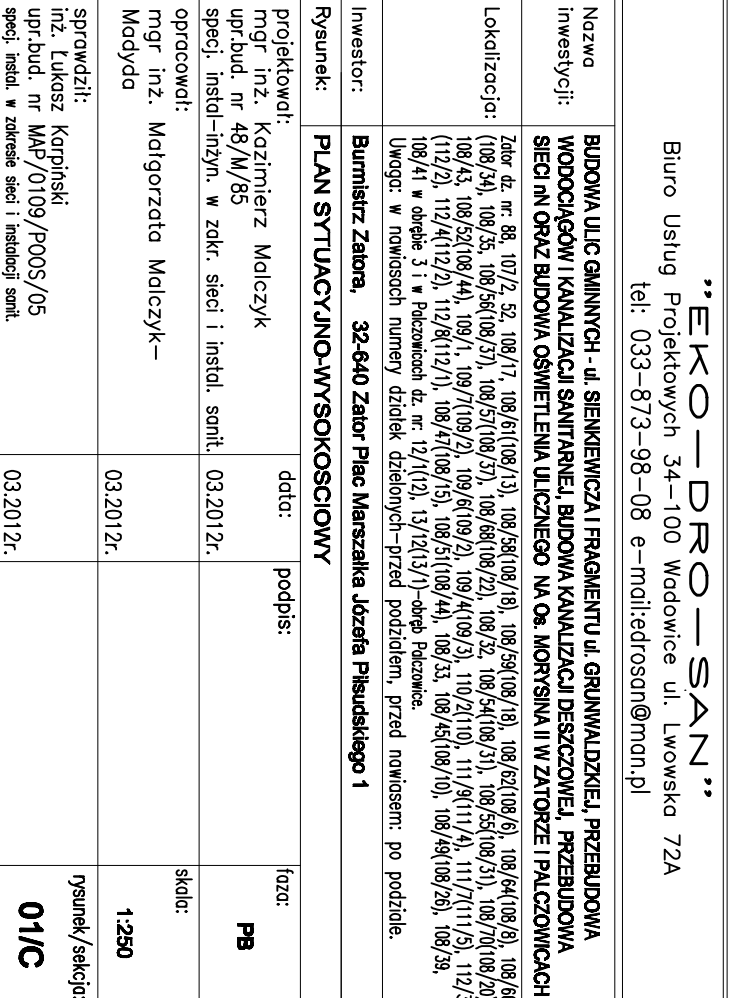 "EKO—DRO—SAN"
Biuro Usług Projektowych 34-100 Wadowice ul. Lwowska 72A
tel: 033-873-98-08 e-mail:edrosan@man.pl
Nazwa inwestycji:
BUDOWA ULIC GMINNYCH - ul. SIENKIEWICZA I FRAGMENTU ul. GRUNWALDZKIEJ, PRZEBUDOWA
WODOCIĄGÓW I KANALIZACJI SANITARNEJ, BUDOWA KANALIZACJI DESZCZOWEJ, PRZEBUDOWA
SIECI nN ORAZ BUDOWA OŚWIETLENIA ULICZNEGO NA Os. MORYSINA II W ZATORZE I PALCZOWICACH
Lokalizacja:
Zator dz. nr: 88, 107/2, 52, 108/17, 108/61(108/13), 108/58(108/18), 108/59(108/18), 108/62(108/6), 108/64(108/8),
(108/34), 108/35, 108/56(108/37), 108/57(108/37), 108/68(108/22), 108/32, 108/54(108/31), 108/55(108/31), 108/70(108/20
108/43, 108/52(108/44), 109/1, 109/7(109/2), 109/6(109/2), 109/4(109/3), 110/2(110), 111/9(111/4), 111/7(111/5),
(112/2), 112/4(112/2), 112/8(112/1), 108/47(108/15), 108/51(108/44), 108/33, 108/45(108/10), 108/49(108/26), 108/39,
108/41 w obrębie 3 i w Palczowicach dz. nr: 12/1(12), 13/12(13/1)-obręb Palczowice.
Uwaga: w nawiasach numery działek dzielonych-przed podziałem, przed nawiasem: po podziale.
Inwestor:
Burmistrz Zatora, 32-640 Zator Plac Marszałka Józefa Piłsudskiego 1
Rysunek:
PLAN SYTUACYJNO-WYSOKOSCIOWY
projektował:
mgr inż. Kazimierz Malczyk
upr.bud. nr 48/M/85
specj. instal-inżyn. w zakr. sieci i instal. sanit.
data:
03.2012r.
podpis:
faza:
PB
opracował:
mgr inż. Małgorzata Malczyk-
Madyda
03.2012r.
skala:
1:250
sprawdził:
inż. Łukasz Karpiński
upr.bud. nr MAP/0109/POOS/05
specj. instal. w zakresie sieci i instalacji sanit.
03.2012r.
rysunek/sekcja:
01/C